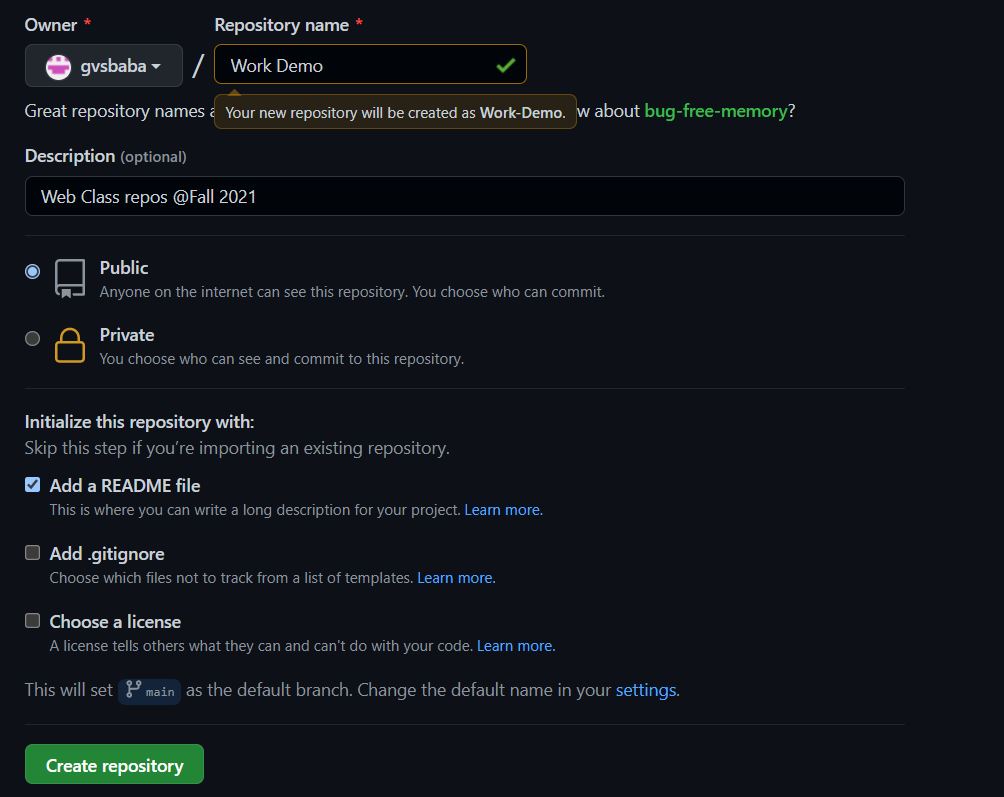 Owner * Repository name *
gvsbaba / Work Demo
Great repository names Your new repository will be created as Work-Demo. w about bug-free-memory?
Description (optional)
Web Class repos @Fall 2021
Public
Anyone on the internet can see this repository. You choose who can commit.
Private
You choose who can see and commit to this repository.
Initialize this repository with:
Skip this step if you’re importing an existing repository.
Add a README file
This is where you can write a long description for your project. Learn more.
Add .gitignore
Choose which files not to track from a list of templates. Learn more.
Choose a license
A license tells others what they can and can't do with your code. Learn more.
This will set main as the default branch. Change the default name in your settings.
Create repository